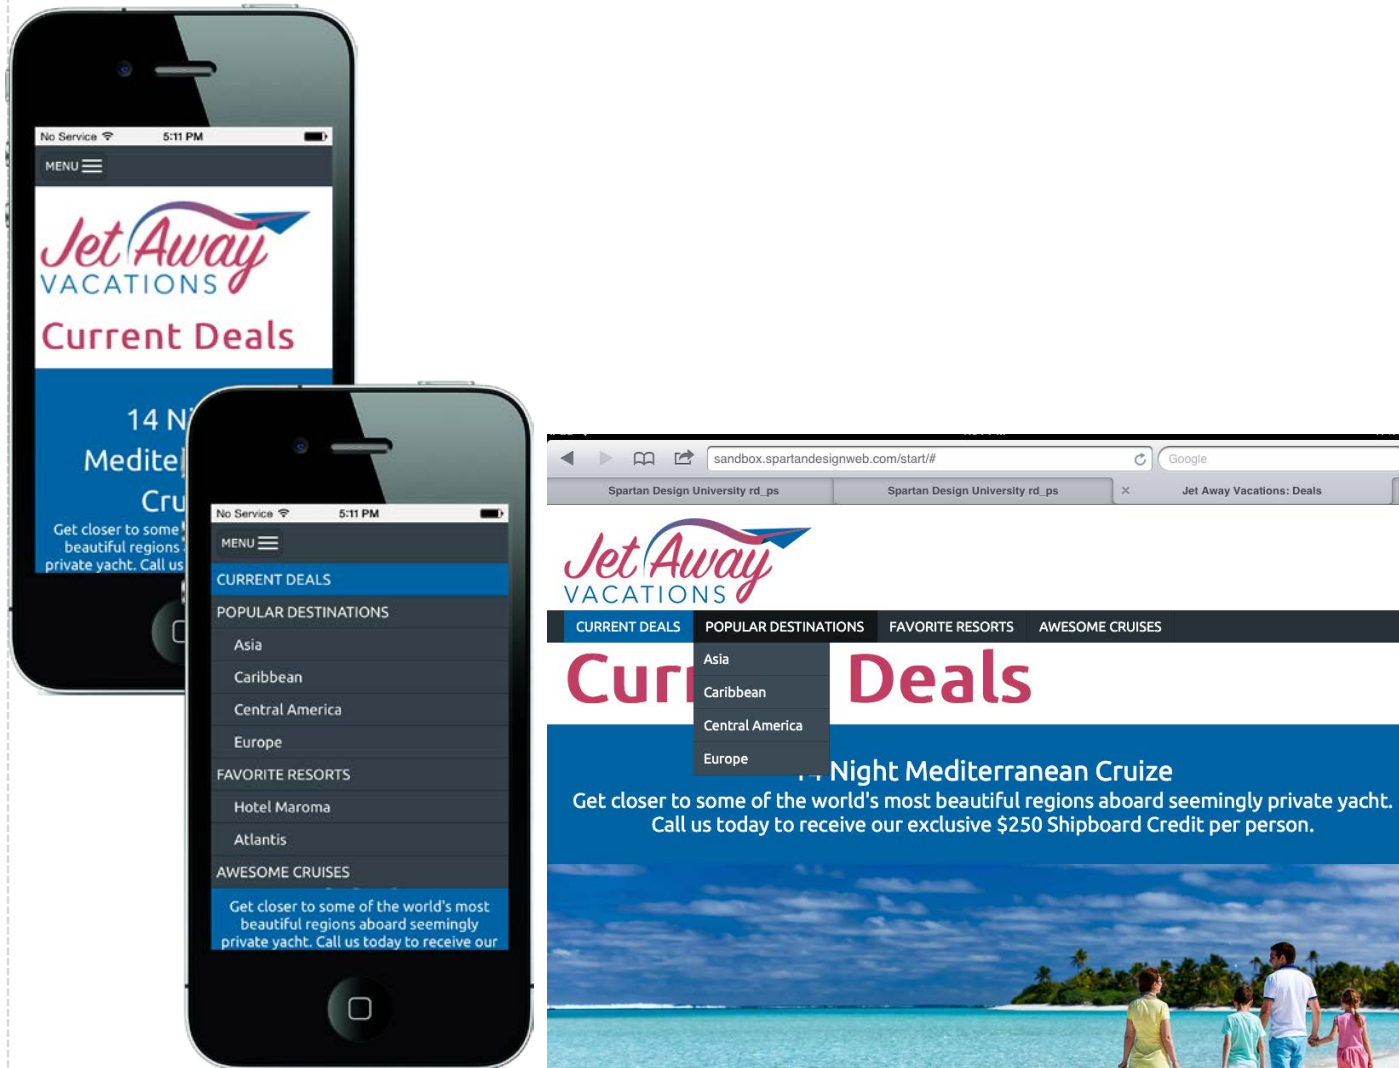 No Service 5:11 PM
MENU
Jet Away
VACATIONS
Current Deals
14 N
Medite
Cru
Get closer to some
beautiful regions
private yacht. Call us
No Service 5:11 PM
MENU
CURRENT DEALS
POPULAR DESTINATIONS
Asia
Caribbean
Central America
Europe
FAVORITE RESORTS
Hotel Maroma
Atlantis
AWESOME CRUISES
Get closer to some of the world's most
beautiful regions aboard seemingly
private yacht. Call us today to receive our
sandbox.spartandesignweb.com/start/# Google
Spartan Design University rd_ps Spartan Design University rd_ps Jet Away Vacations: Deals
Jet Away
VACATIONS
CURRENT DEALS POPULAR DESTINATIONS FAVORITE RESORTS AWESOME CRUISES
Asia
Caribbean
Central America
Europe
Cur Deals
Night Mediterranean Cruize
Get closer to some of the world's most beautiful regions aboard seemingly private yacht.
Call us today to receive our exclusive $250 Shipboard Credit per person.